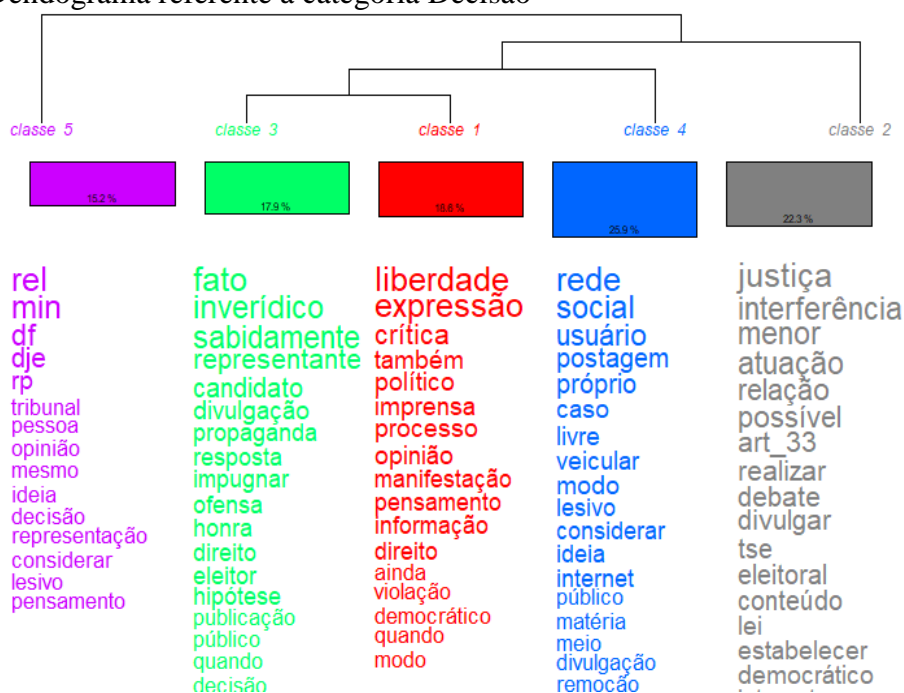 Dendograma referente à categoria Decisão
classe 5
classe 3
classe 1
classe 4
classe 2
15.2 %
17.9 %
18.8 %
25.9 %
22.3 %
rel
min
df
dje
rp
tribunal
pessoa
opinião
mesmo
ideia
decisão
representação
considerar
lesivo
pensamento
fato
inverídico
sabidamente
representante
candidato
divulgação
propaganda
resposta
impugnar
ofensa
honra
direito
eleitor
hipótese
publicação
público
quando
decisão
liberdade
expressão
crítica
também
político
imprensa
processo
opinião
manifestação
pensamento
informação
direito
ainda
violação
democrático
quando
modo
rede
social
usuário
postagem
próprio
caso
livre
veicular
modo
lesivo
considerar
ideia
internet
público
matéria
meio
divulgação
remoção
justiça
interferência
menor
atuação
relação
possível
art_33
realizar
debate
divulgar
tse
eleitoral
conteúdo
lei
estabelecer
democrático